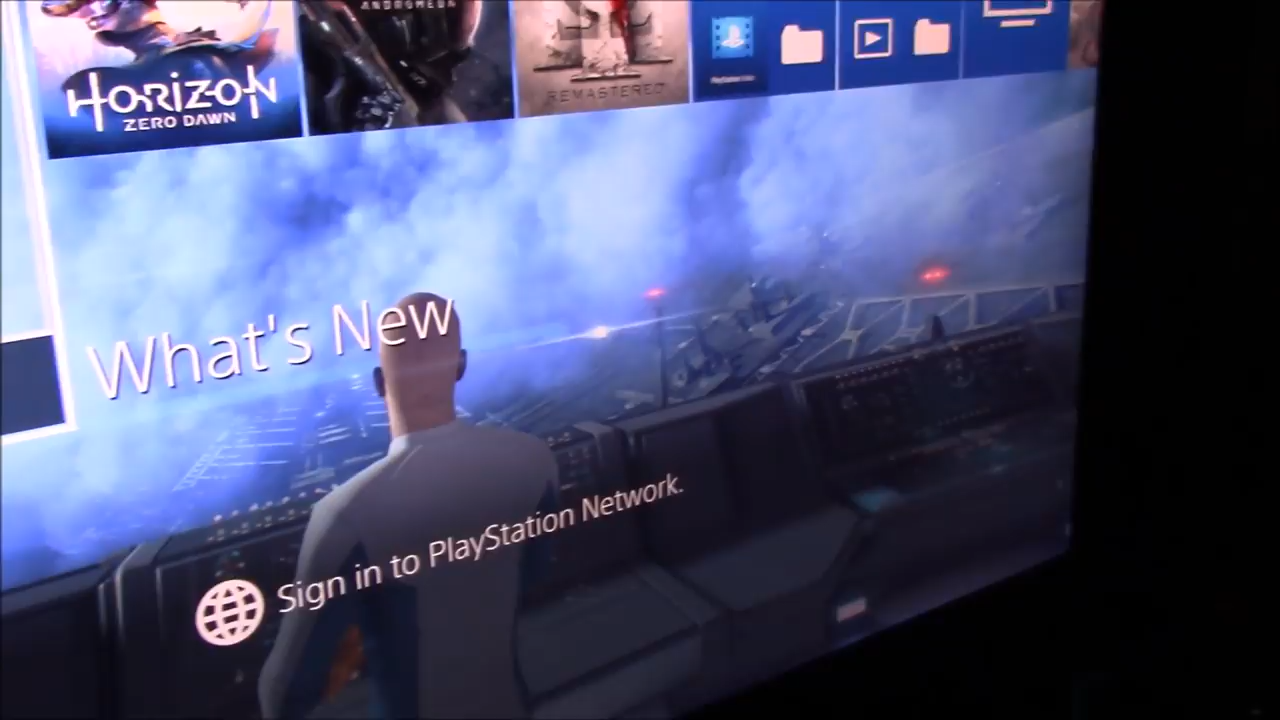 ANDROMEDA
HORIZON
ZERO DAWN
REMASTERED
What's New
Sign in to PlayStation Network.